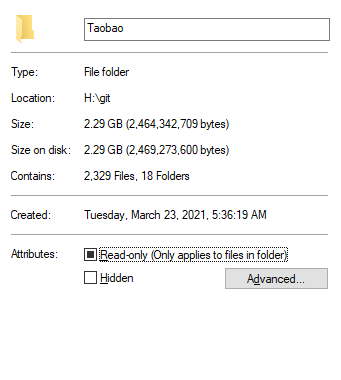 Taobao
Type: File folder
Location: H:\git
Size: 2.29 GB (2,464,342,709 bytes)
Size on disk: 2.29 GB (2,469,273,600 bytes)
Contains: 2,329 Files, 18 Folders
Created: Tuesday, March 23, 2021, 5:36:19 AM
Attributes: Read-only (Only applies to files in folder)
Hidden Advanced...